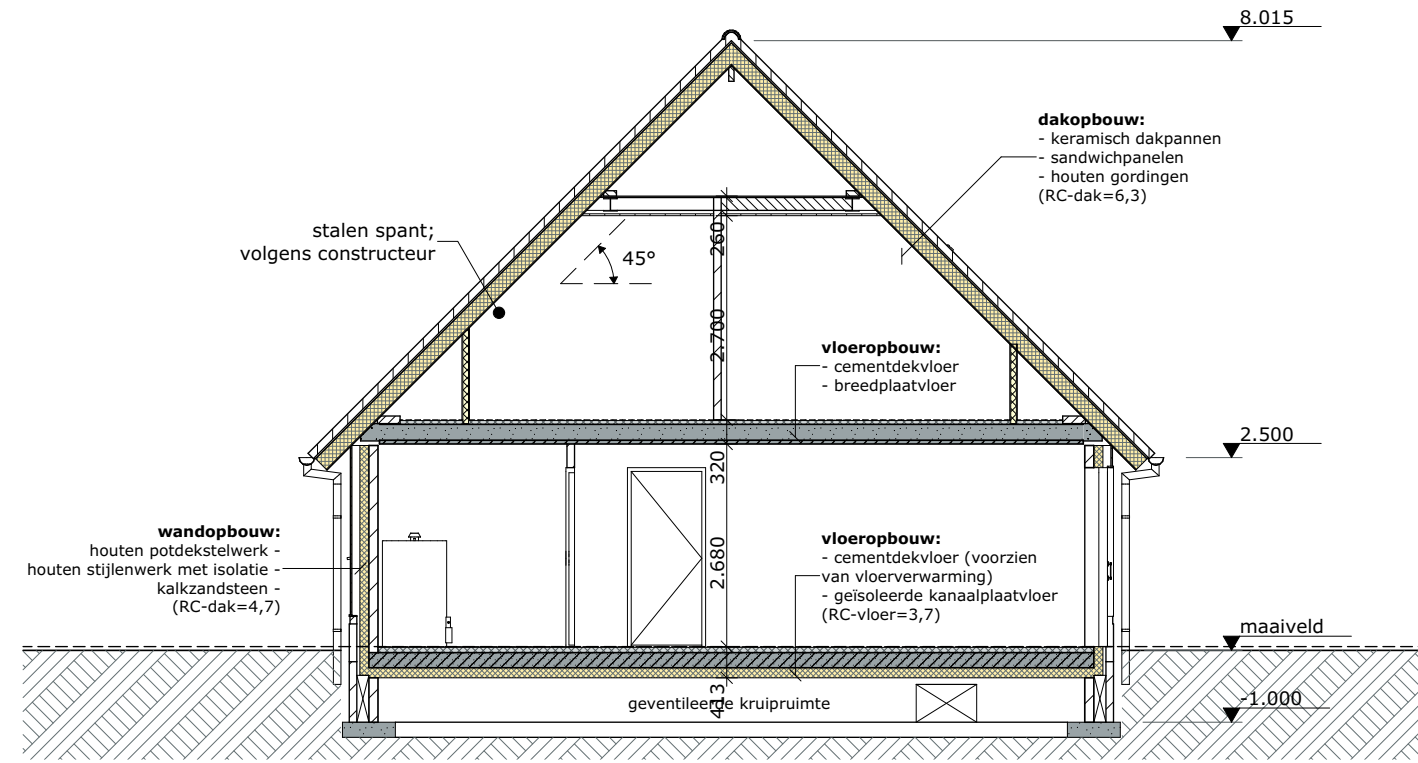 8.015
dakopbouw:
- keramisch dakpannen
- sandwichpanelen
- houten gordingen
(RC-dak=6,3)
stalen spant;
volgens constructeur
45°
260
2.700
vloeropbouw:
- cementdekvloer
- breedplaatvloer
2.500
320
wandopbouw:
houten potdekstelwerk -
houten stijlenwerk met isolatie -
kalkzandsteen -
(RC-dak=4,7)
2.680
vloeropbouw:
- cementdekvloer (voorzien
van vloerverwarming)
- geïsoleerde kanaalplaatvloer
(RC-vloer=3,7)
maaiveld
413
geventileerde kruipruimte
-1.000